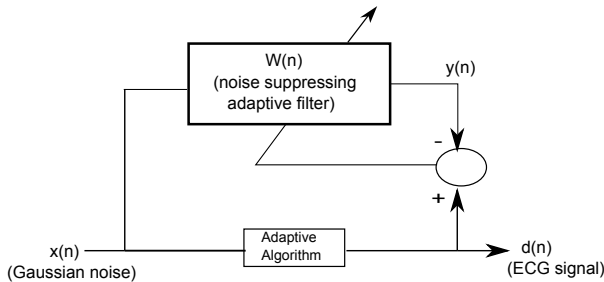 W(n)
(noise suppressing
adaptive filter)
y(n)
-
+
x(n)
(Gaussian noise)
Adaptive
Algorithm
d(n)
(ECG signal)